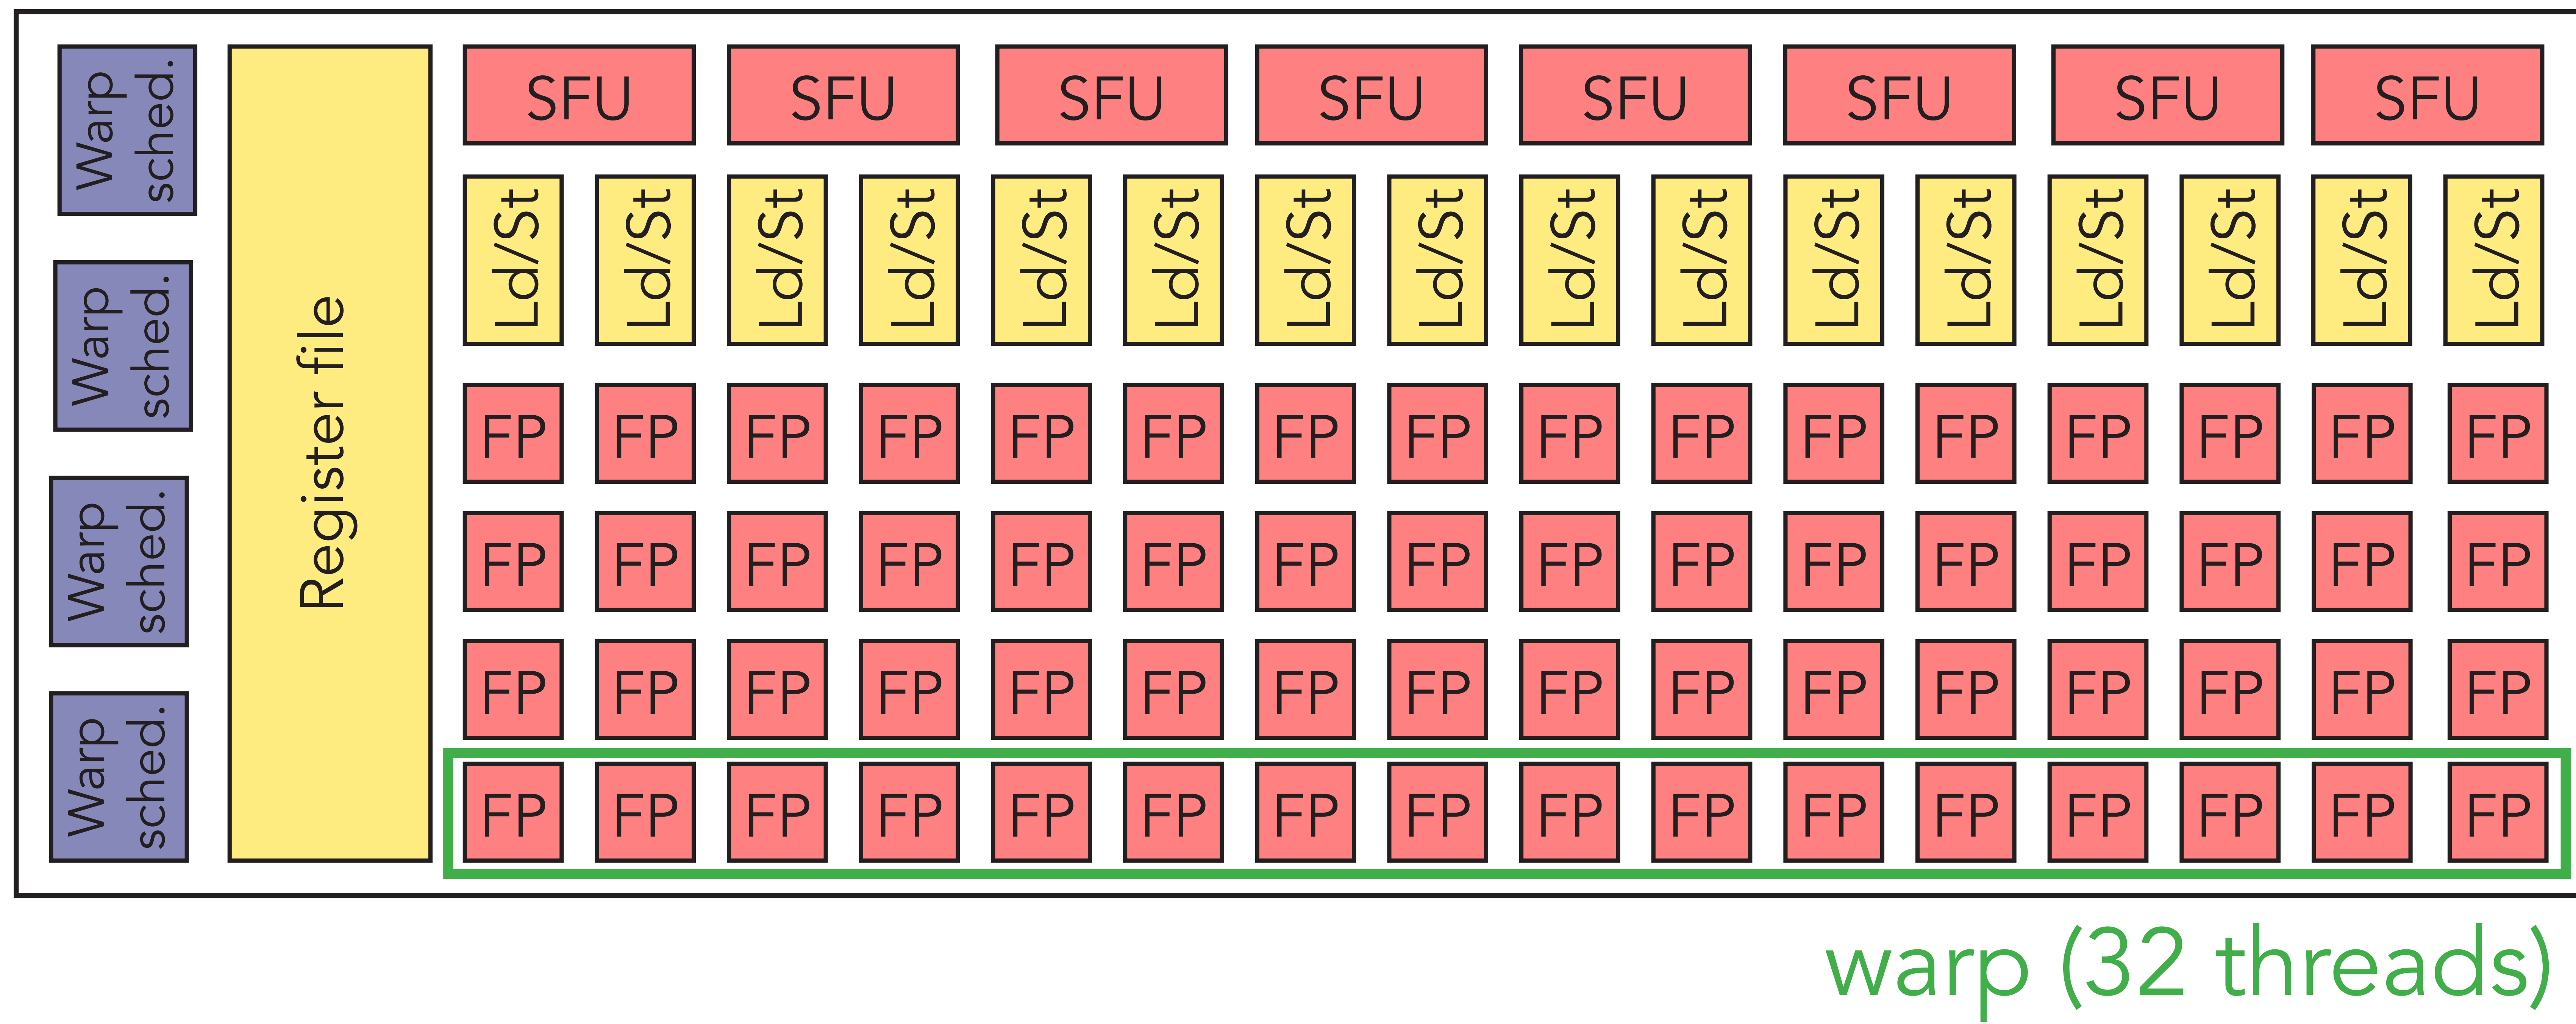 Warp
sched.
Warp
sched.
Warp
sched.
Warp
sched.
Register file
SFU SFU SFU SFU SFU SFU SFU SFU
Ld/St Ld/St Ld/St Ld/St Ld/St Ld/St Ld/St Ld/St Ld/St Ld/St Ld/St Ld/St Ld/St Ld/St Ld/St Ld/St
FP FP FP FP FP FP FP FP FP FP FP FP FP FP FP FP
FP FP FP FP FP FP FP FP FP FP FP FP FP FP FP FP
FP FP FP FP FP FP FP FP FP FP FP FP FP FP FP FP
FP FP FP FP FP FP FP FP FP FP FP FP FP FP FP FP
warp (32 threads)